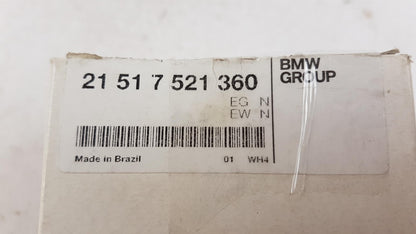 21 51 7 521 360
BMW
GROUP
EG N
EW N
Made in Brazil 01 WH4